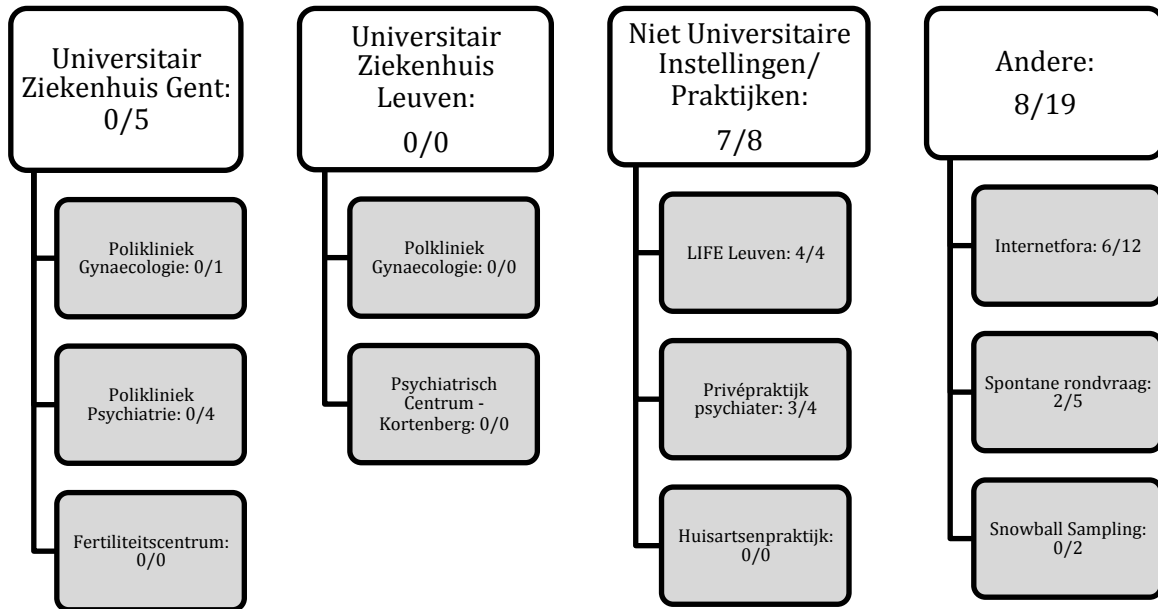 Universitair
Ziekenhuis Gent:
0/5
Polikliniek
Gynaecologie: 0/1
Polikliniek
Psychiatrie: 0/4
Fertiliteitscentrum:
0/0
Universitair
Ziekenhuis
Leuven:
0/0
Polkliniek
Gynaecologie: 0/0
Psychiatrisch
Centrum -
Kortenberg: 0/0
Niet Universitaire
Instellingen/
Praktijken:
7/8
LIFE Leuven: 4/4
Privépraktijk
psychiater: 3/4
Huisartsenpraktijk:
0/0
Andere:
8/19
Internetfora: 6/12
Spontane rondvraag:
2/5
Snowball Sampling:
0/2